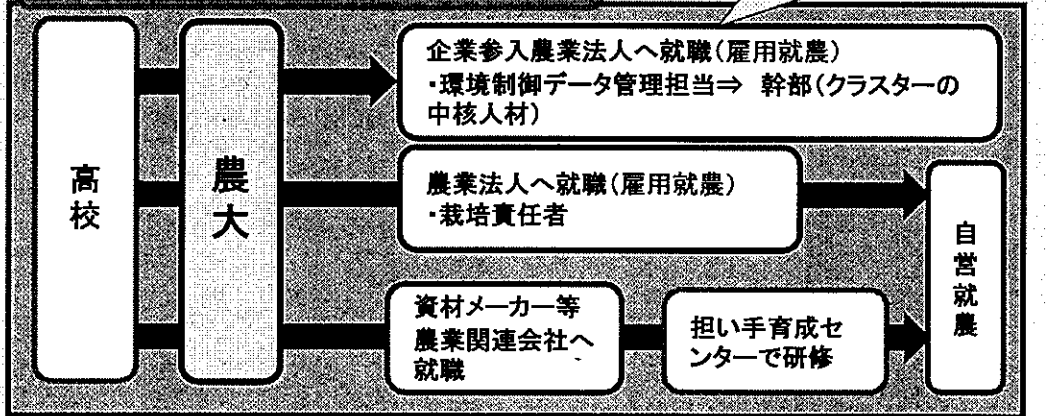 高校
農大
企業参入農業法人へ就職(雇用就農)
・環境制御データ管理担当⇒ 幹部(クラスターの
中核人材)
農業法人へ就職(雇用就農)
・栽培責任者
資材メーカー等
農業関連会社へ
就職
担い手育成セ
ンターで研修
自営就農